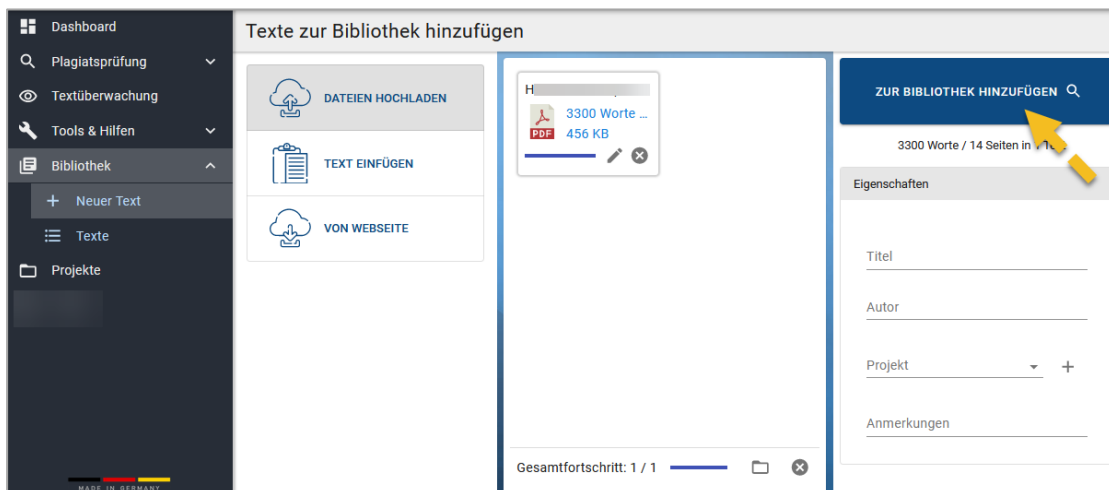 Dashboard
Plagiatsprüfung
Textüberwachung
Tools & Hilfen
Bibliothek
Neuer Text
Texte
Projekte
MADE IN GERMANY
Texte zur Bibliothek hinzufügen
DATEIEN HOCHLADEN
TEXT EINFÜGEN
VON WEBSEITE
H
3300 Worte ...
PDF
456 KB
Gesamtfortschritt: 1 / 1
ZUR BIBLIOTHEK HINZUFÜGEN
3300 Worte / 14 Seiten in
Eigenschaften
Titel
Autor
Projekt
Anmerkungen